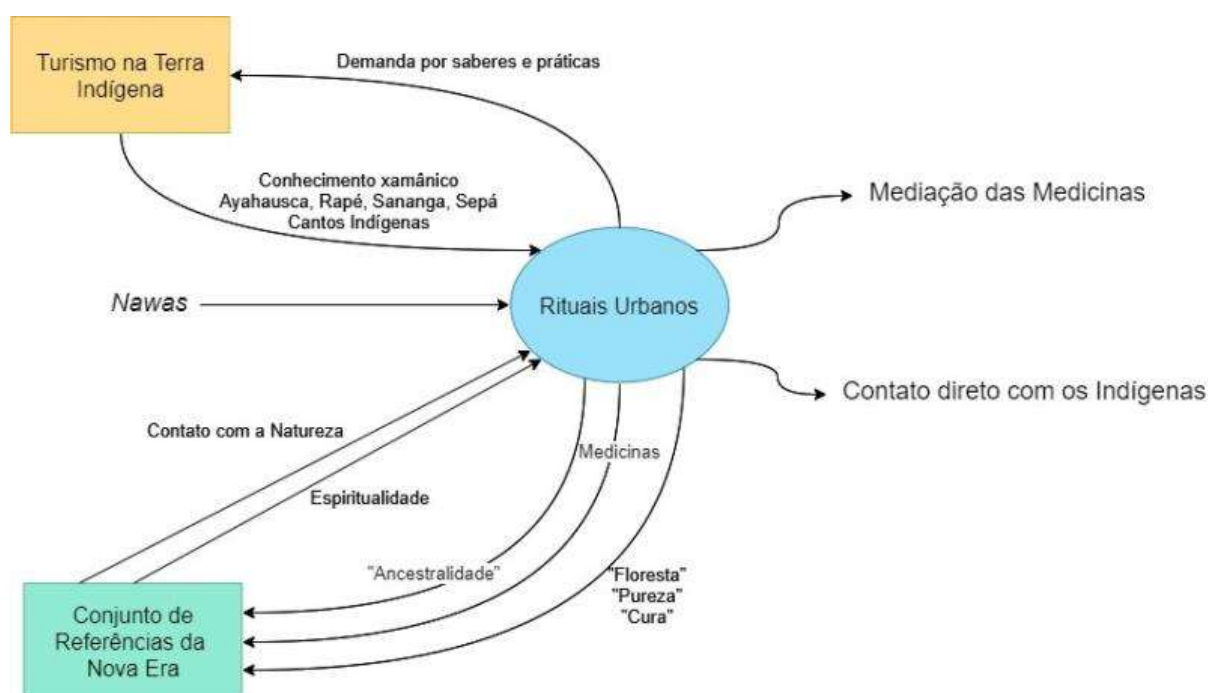 Turismo na Terra
Indígena
Demanda por saberes e práticas
Conhecimento xamânico
Ayahausca, Rapé, Sananga, Sepá
Cantos Indígenas
Mediação das Medicinas
Nawas
Rituais Urbanos
Contato direto com os Indígenas
Contato com a Natureza
Medicinas
Espiritualidade
"Ancestralidade"
"Floresta"
"Pureza"
"Cura"
Conjunto de
Referências da
Nova Era